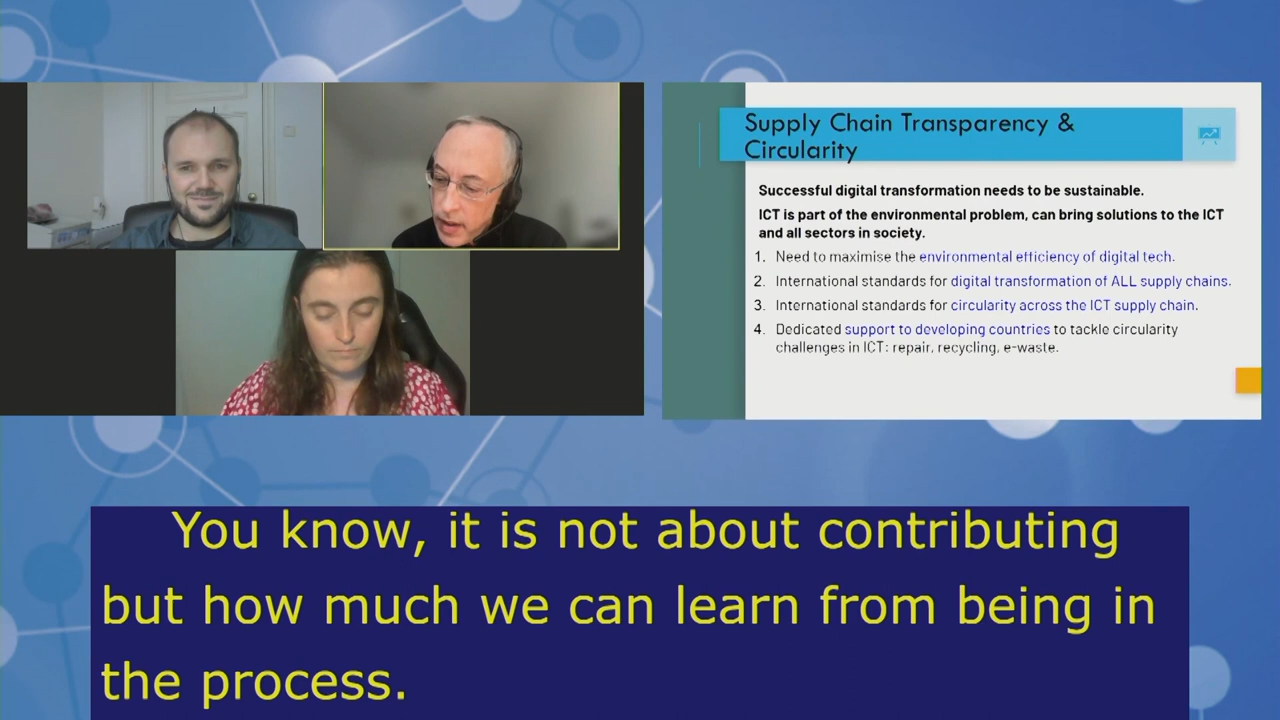 Supply Chain Transparency &
Circularity
Successful digital transformation needs to be sustainable.
ICT is part of the environmental problem, can bring solutions to the ICT
and all sectors in society.
1. Need to maximise the environmental efficiency of digital tech.
2. International standards for digital transformation of ALL supply chains.
3. International standards for circularity across the ICT supply chain.
4. Dedicated support to developing countries to tackle circularity
challenges in ICT: repair, recycling, e-waste.
You know, it is not about contributing
but how much we can learn from being in
the process.